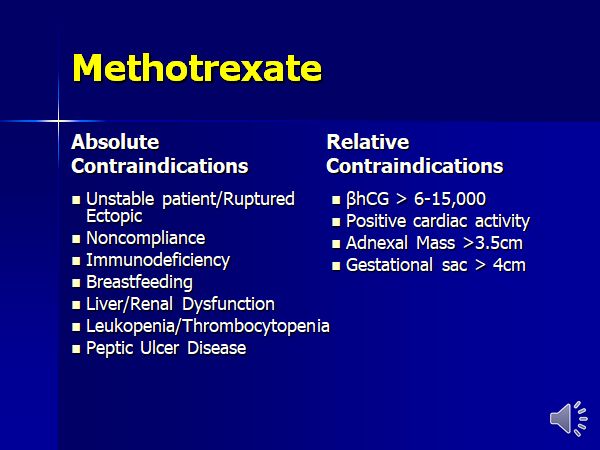 Methotrexate
Absolute
Contraindications
Unstable patient/Ruptured
Ectopic
Noncompliance
Immunodeficiency
Breastfeeding
Liver/Renal Dysfunction
Leukopenia/Thrombocytopenia
Peptic Ulcer Disease
Relative
Contraindications
βhCG > 6-15,000
Positive cardiac activity
Adnexal Mass >3.5cm
Gestational sac > 4cm